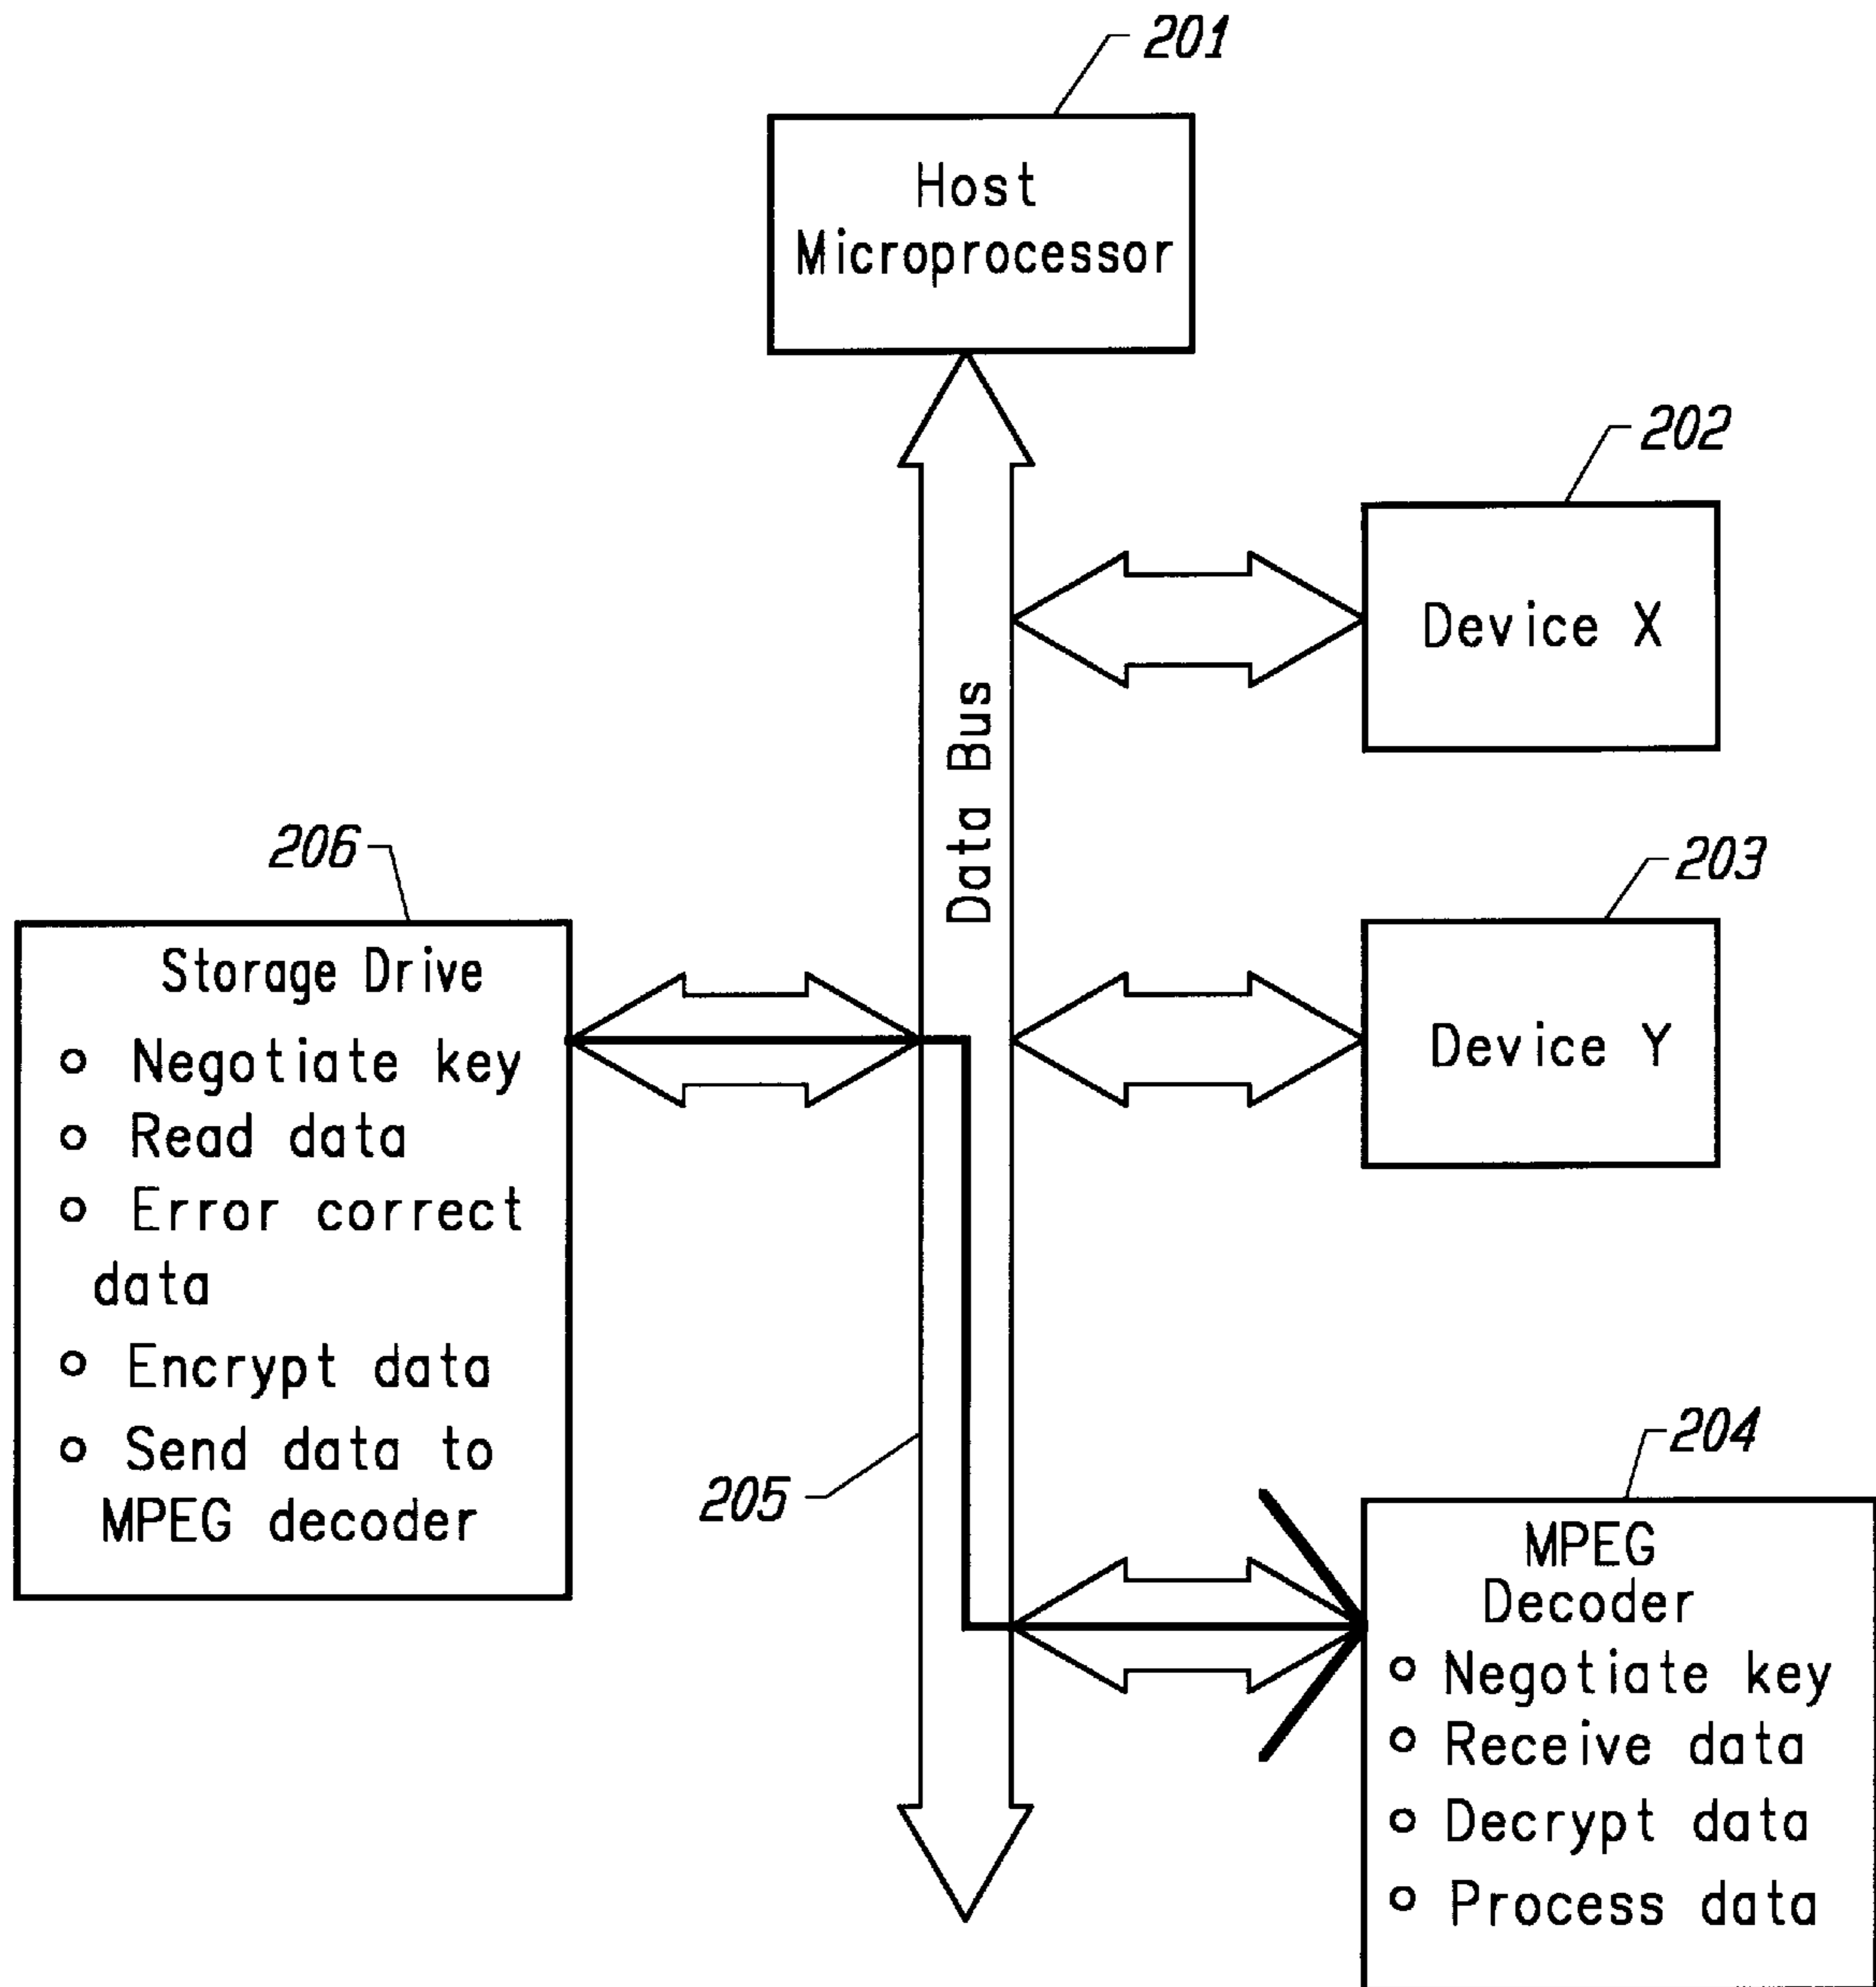 201
Host
Microprocessor
202
Device X
Data Bus
206
203
Storage Drive
o Negotiate key
o Read data
o Error correct
data
o Encrypt data
o Send data to
MPEG decoder
Device Y
205
204
MPEG
Decoder
o Negotiate key
o Receive data
o Decrypt data
o Process data